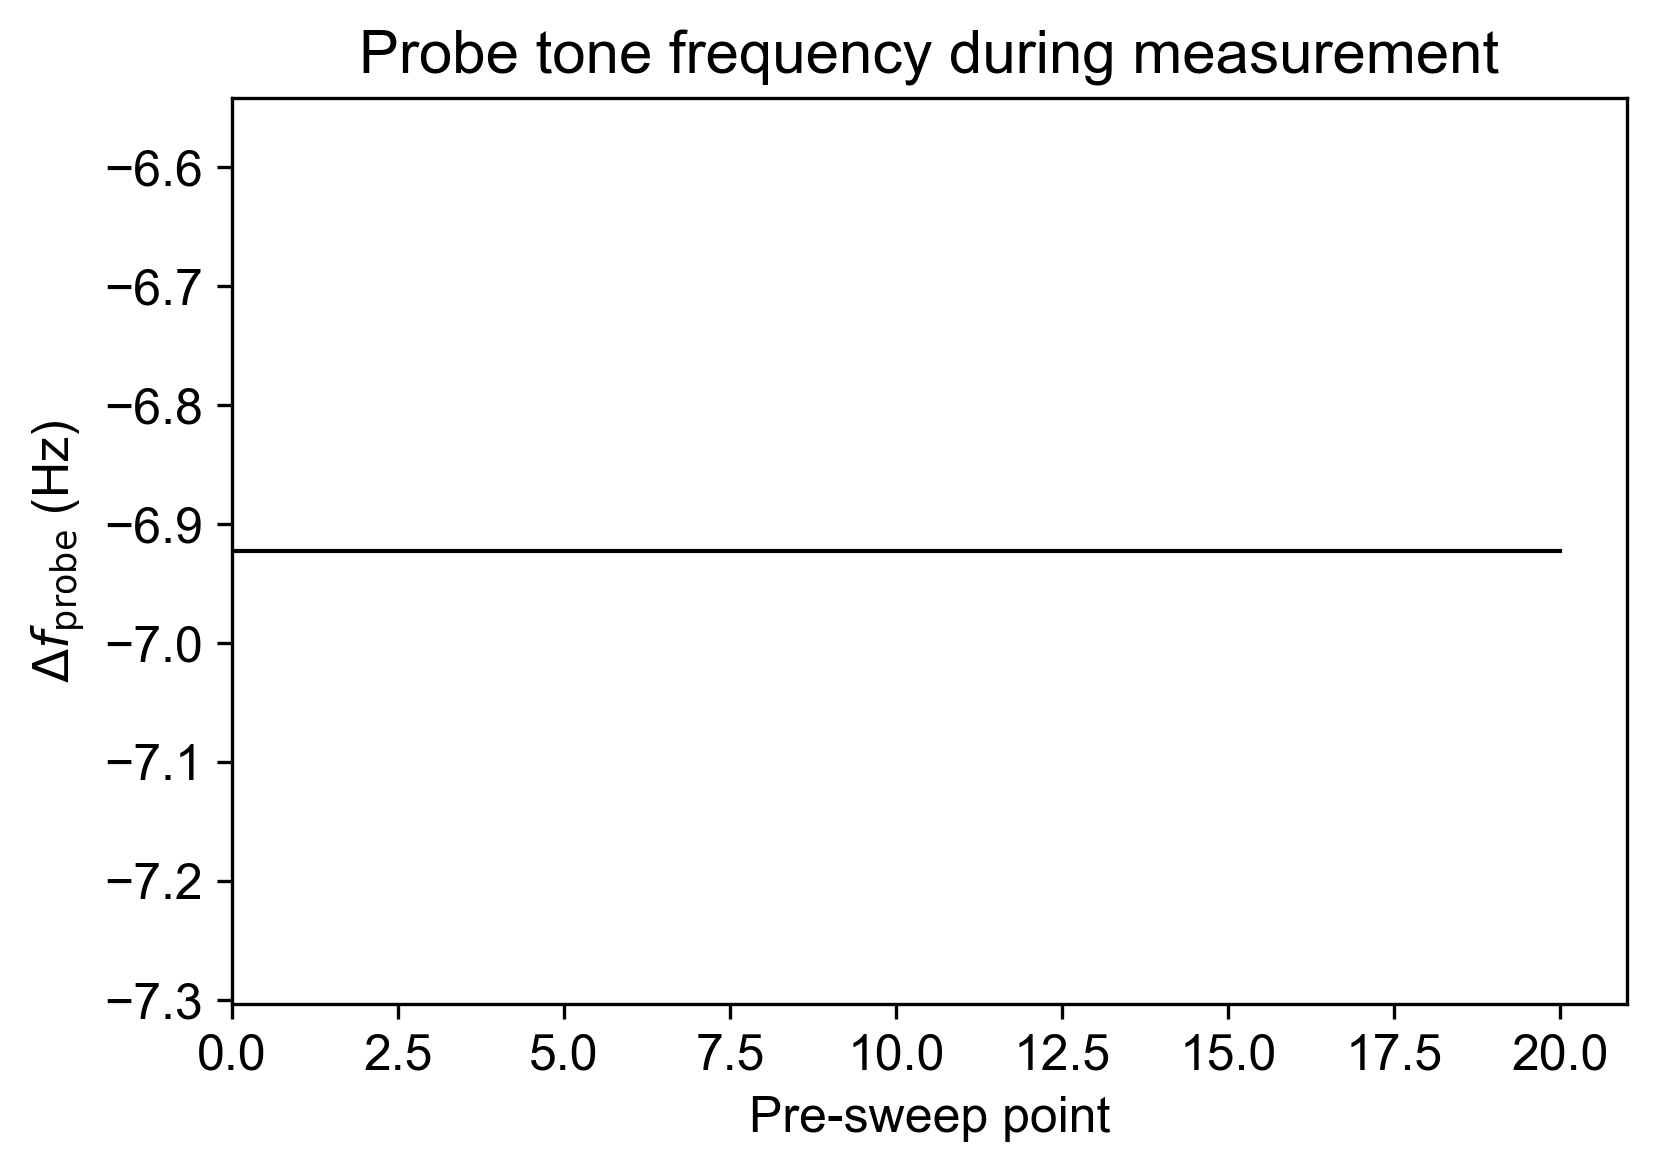 Probe tone frequency during measurement
−6.6
−6.7
−6.8
−6.9
−7.0
−7.1
−7.2
−7.3
Δf_probe (Hz)
0.0 2.5 5.0 7.5 10.0 12.5 15.0 17.5 20.0
Pre-sweep point